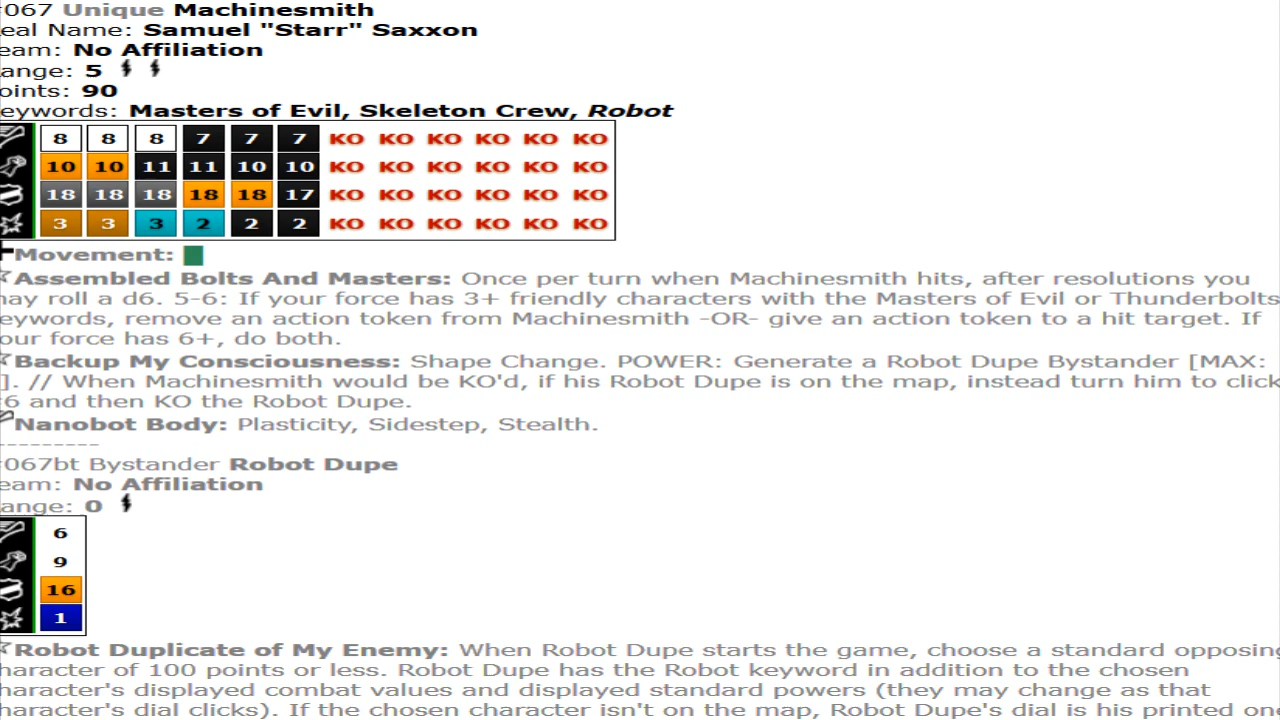 067 Unique Machinesmith
eal Name: Samuel "Starr" Saxxon
eam: No Affiliation
ange: 5
oints: 90
eywords: Masters of Evil, Skeleton Crew, Robot
8 8 8 7 7 7 KO KO KO KO KO KO
10 10 11 11 10 10 KO KO KO KO KO KO
18 18 18 18 18 17 KO KO KO KO KO KO
3 3 3 2 2 2 KO KO KO KO KO KO
Movement:
Assembled Bolts And Masters: Once per turn when Machinesmith hits, after resolutions you
ay roll a d6. 5-6: If your force has 3+ friendly characters with the Masters of Evil or Thunderbolts
eywords, remove an action token from Machinesmith -OR- give an action token to a hit target. If
our force has 6+, do both.
Backup My Consciousness: Shape Change. POWER: Generate a Robot Dupe Bystander [MAX:
]. // When Machinesmith would be KO'd, if his Robot Dupe is on the map, instead turn him to click
6 and then KO the Robot Dupe.
Nanobot Body: Plasticity, Sidestep, Stealth.
---------
067bt Bystander Robot Dupe
eam: No Affiliation
ange: 0
6
9
16
1
Robot Duplicate of My Enemy: When Robot Dupe starts the game, choose a standard opposing
haracter of 100 points or less. Robot Dupe has the Robot keyword in addition to the chosen
haracter's displayed combat values and displayed standard powers (they may change as that
haracter's dial clicks). If the chosen character isn't on the map, Robot Dupe's dial is his printed one